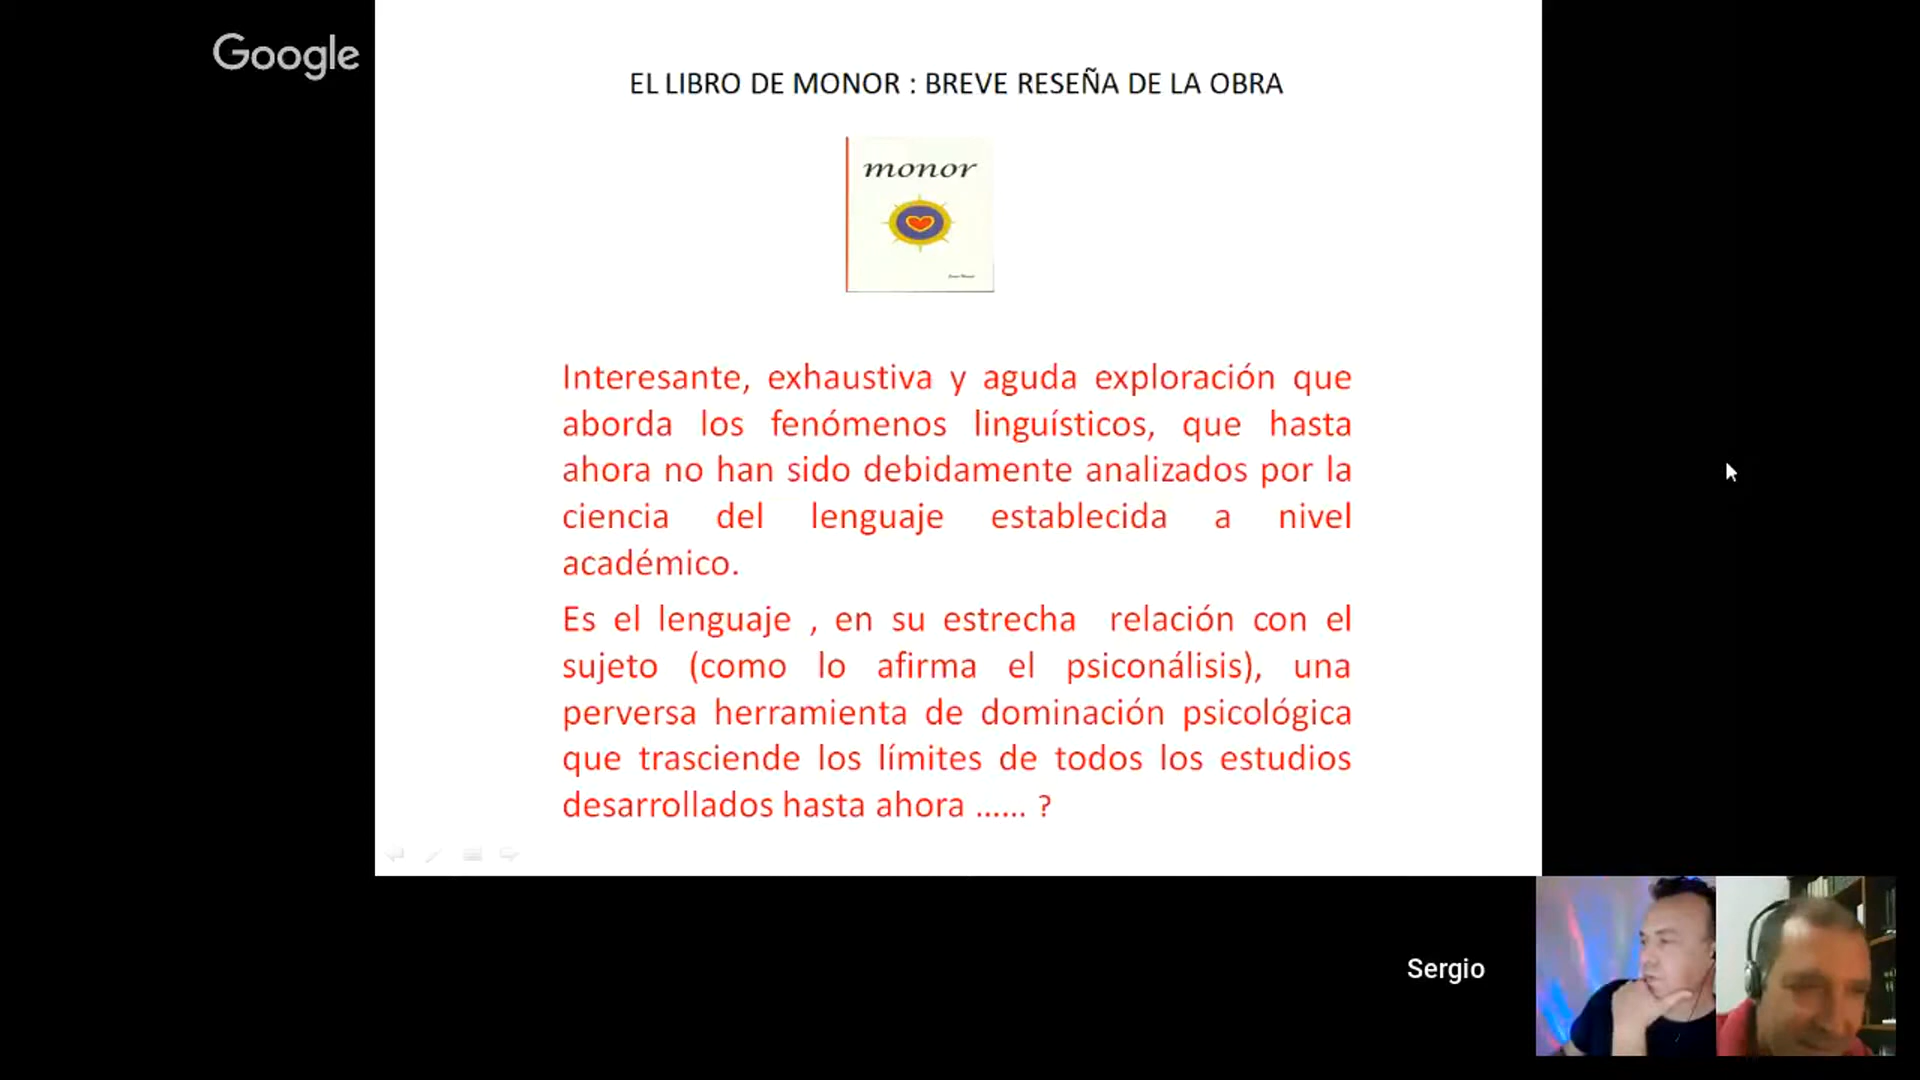 Google
EL LIBRO DE MONOR : BREVE RESEÑA DE LA OBRA
monor
Interesante, exhaustiva y aguda exploración que
aborda los fenómenos linguísticos, que hasta
ahora no han sido debidamente analizados por la
ciencia del lenguaje establecida a nivel
académico.
Es el lenguaje , en su estrecha relación con el
sujeto (como lo afirma el psiconálisis), una
perversa herramienta de dominación psicológica
que trasciende los límites de todos los estudios
desarrollados hasta ahora ...... ?
Sergio